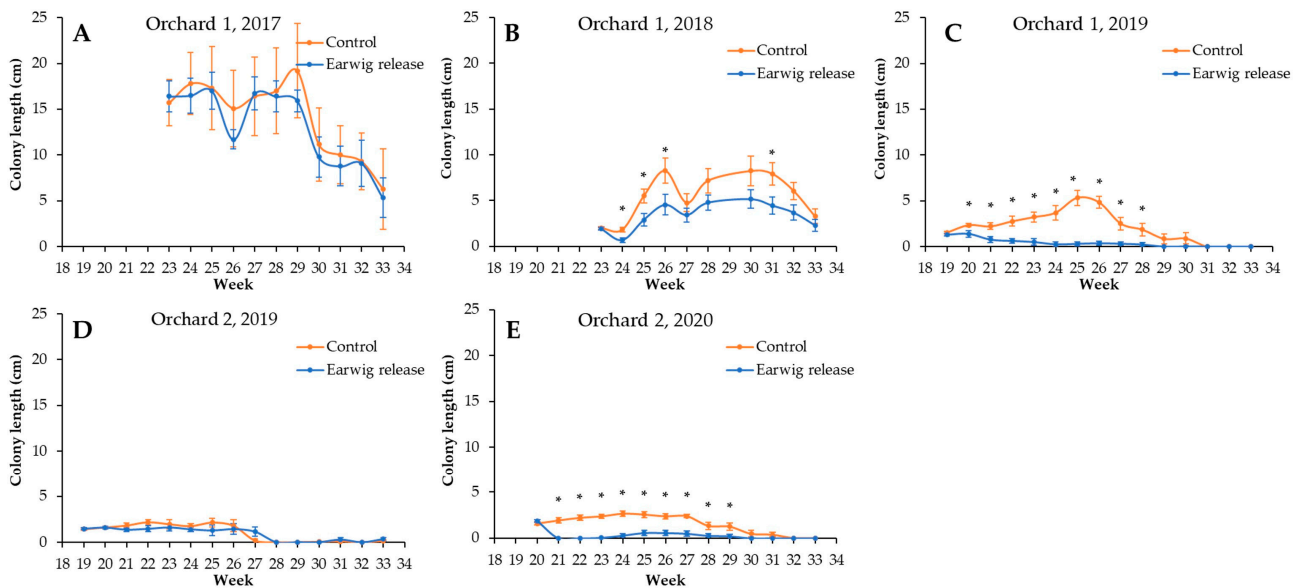 A
Orchard 1, 2017
Control
Earwig release
Colony length (cm)
25
20
15
10
5
0
18 19 20 21 22 23 24 25 26 27 28 29 30 31 32 33 34
Week
B
Orchard 1, 2018
Control
Earwig release
Colony length (cm)
25
20
15
10
5
0
* * * *
18 19 20 21 22 23 24 25 26 27 28 29 30 31 32 33 34
Week
C
Orchard 1, 2019
Control
Earwig release
Colony length (cm)
25
20
15
10
5
0
* * * * * * * * *
18 19 20 21 22 23 24 25 26 27 28 29 30 31 32 33 34
Week
D
Orchard 2, 2019
Control
Earwig release
Colony length (cm)
25
20
15
10
5
0
18 19 20 21 22 23 24 25 26 27 28 29 30 31 32 33 34
Week
E
Orchard 2, 2020
Control
Earwig release
Colony length (cm)
25
20
15
10
5
0
* * * * * * * * *
18 19 20 21 22 23 24 25 26 27 28 29 30 31 32 33 34
Week